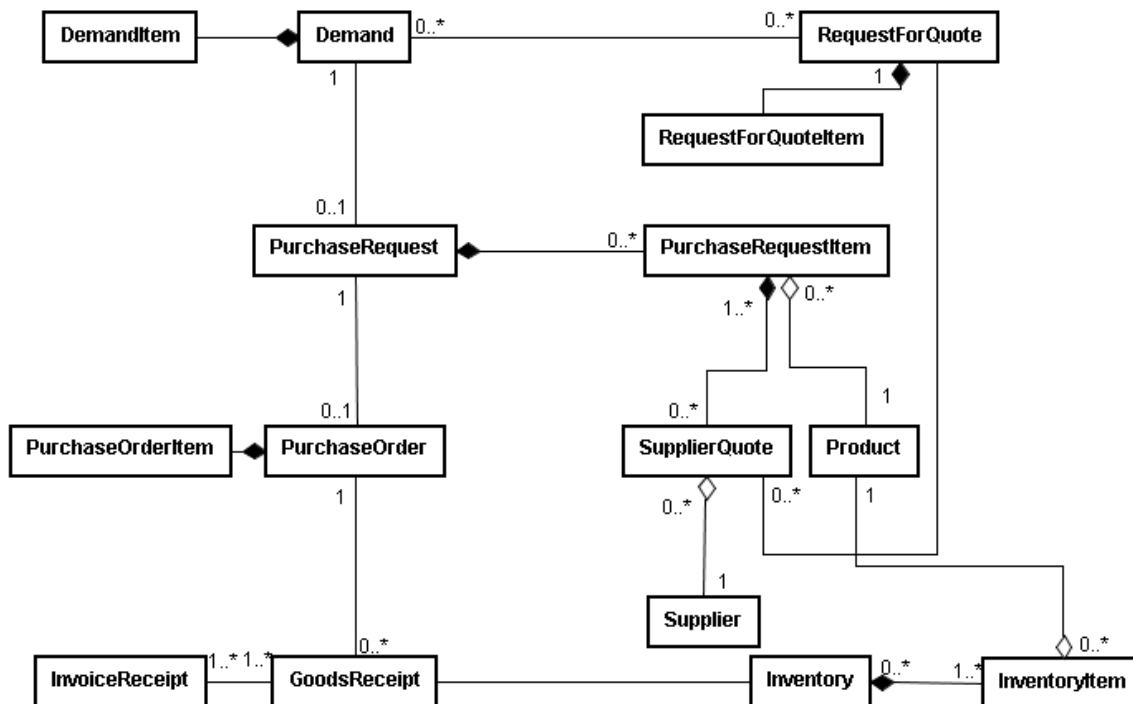 DemandItem
Demand
0..*
0..*
RequestForQuote
1
1
RequestForQuoteItem
0..1
PurchaseRequest
0..*
PurchaseRequestItem
1
1..*
0..*
0..1
0..*
1
PurchaseOrderItem
PurchaseOrder
SupplierQuote
Product
1
0..*
0..*
1
1
Supplier
0..*
1..*
1..*
0..*
0..*
1..*
InvoiceReceipt
GoodsReceipt
Inventory
InventoryItem